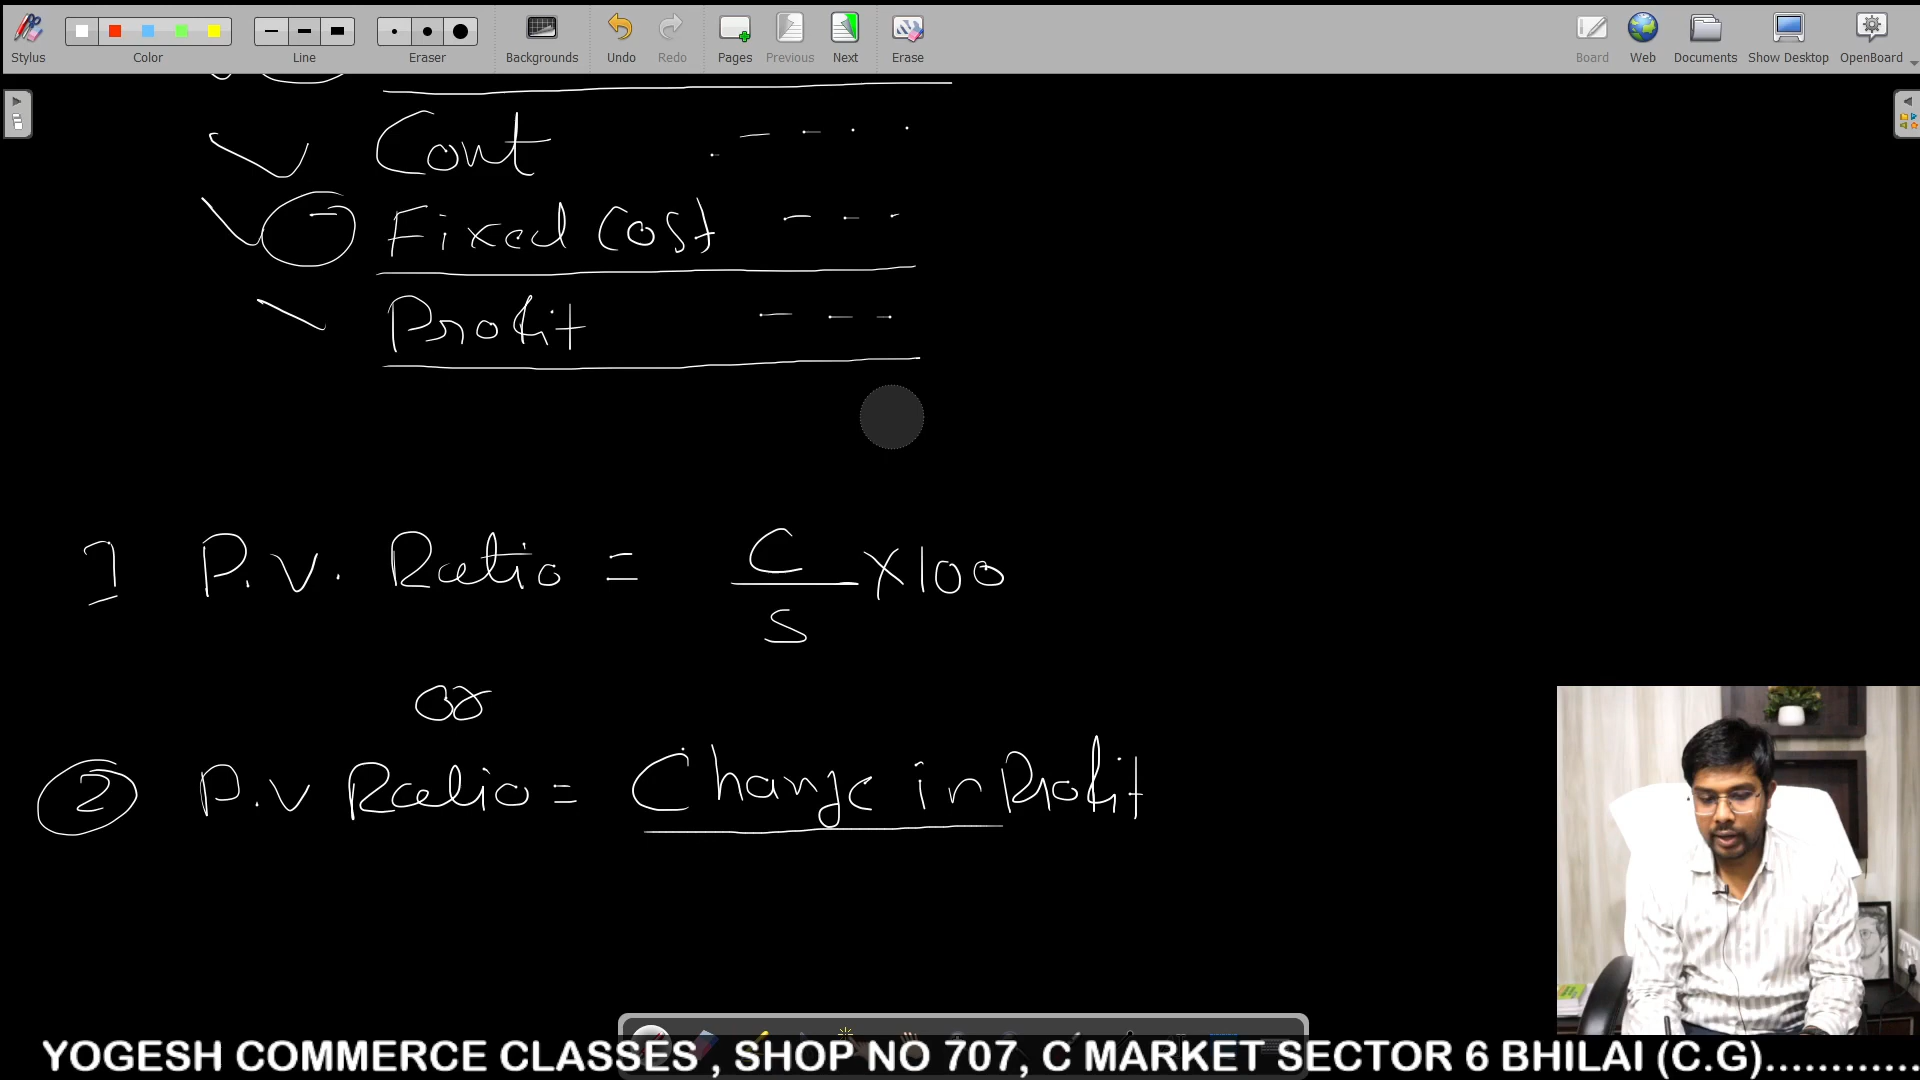 Stylus Color Line Eraser Backgrounds Undo Redo Pages Previous Next Erase Board Web Documents Show Desktop OpenBoard
Cont - - - -
- Fixed Cost - - -
Profit - - -
1 P.V. Ratio = C/S X100
or
2 P.V Ratio = Change in Profit
YOGESH COMMERCE CLASSES , SHOP NO 707, C MARKET SECTOR 6 BHILAI (C.G).............